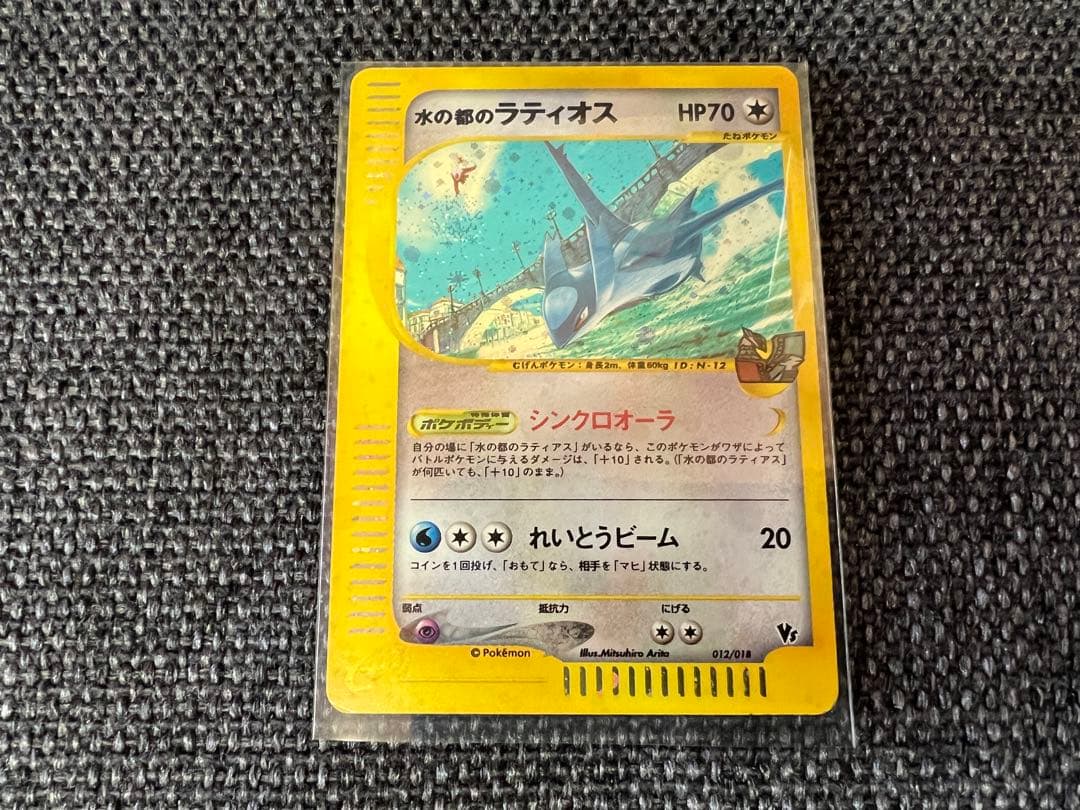 水の都のラティオス HP70
たねポケモン
むげんポケモン：身長2m、体重60kg ID:N-12
特殊体質
ポケボディー シンクロオーラ
自分の場に「水の都のラティアス」がいるなら、このポケモンがワザによって
バトルポケモンに与えるダメージは、「＋10」される。（「水の都のラティアス」
が何匹いても、「＋10」のまま。）
れいとうビーム 20
コインを1回投げ、「おもて」なら、相手を「マヒ」状態にする。
弱点 抵抗力 にげる
Vs
© Pokémon Illus.Mitsuhiro Arita 012/018